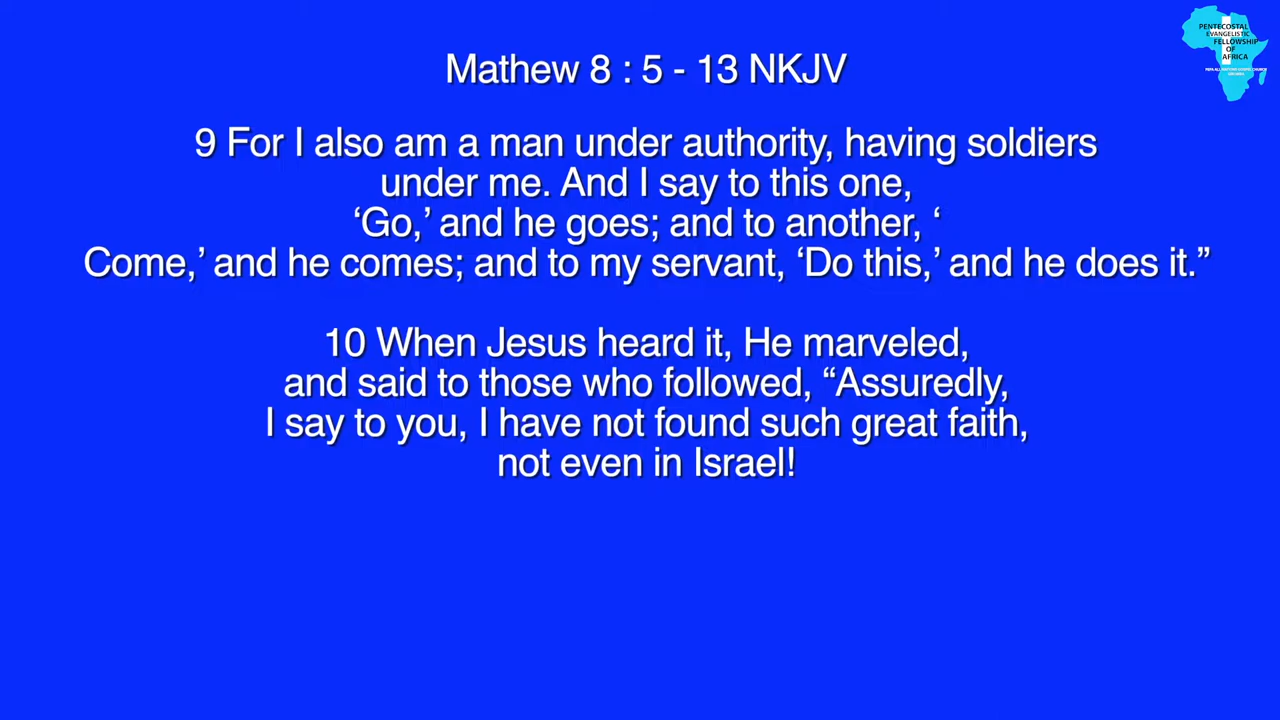 PENTECOSTAL
EVANGELISTIC
FELLOWSHIP
OF
AFRICA
Mathew 8 : 5 - 13 NKJV
9 For I also am a man under authority, having soldiers
under me. And I say to this one,
‘Go,’ and he goes; and to another, ‘
Come,’ and he comes; and to my servant, ‘Do this,’ and he does it.”
10 When Jesus heard it, He marveled,
and said to those who followed, “Assuredly,
I say to you, I have not found such great faith,
not even in Israel!